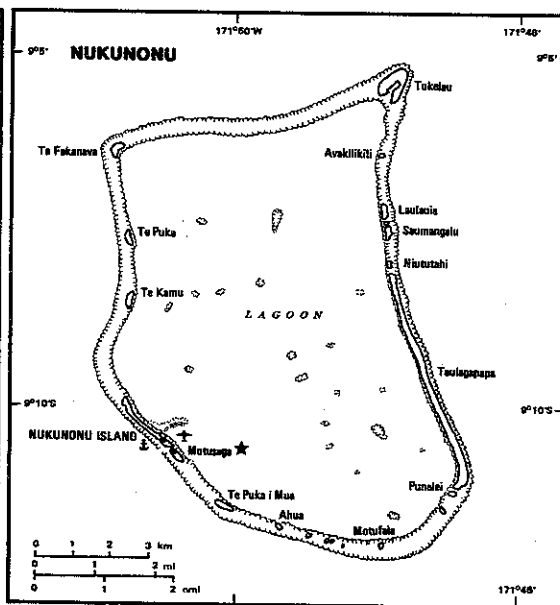 171°50'W
171°46'
9°5'
NUKUNONU
9°5'
Tokelau
Te Fakanava
Avakilikiti
Laulauia
Saumangalu
Te Puka
Niututahi
Te Kamu
LAGOON
Taulagapapa
9°10'S
9°10'S
NUKUNONU ISLAND
Motusaga
Punalei
Te Puka i Mua
Ahua
Motufala
0 1 2 3 km
0 1 2 ml
0 1 2 nml
171°46'